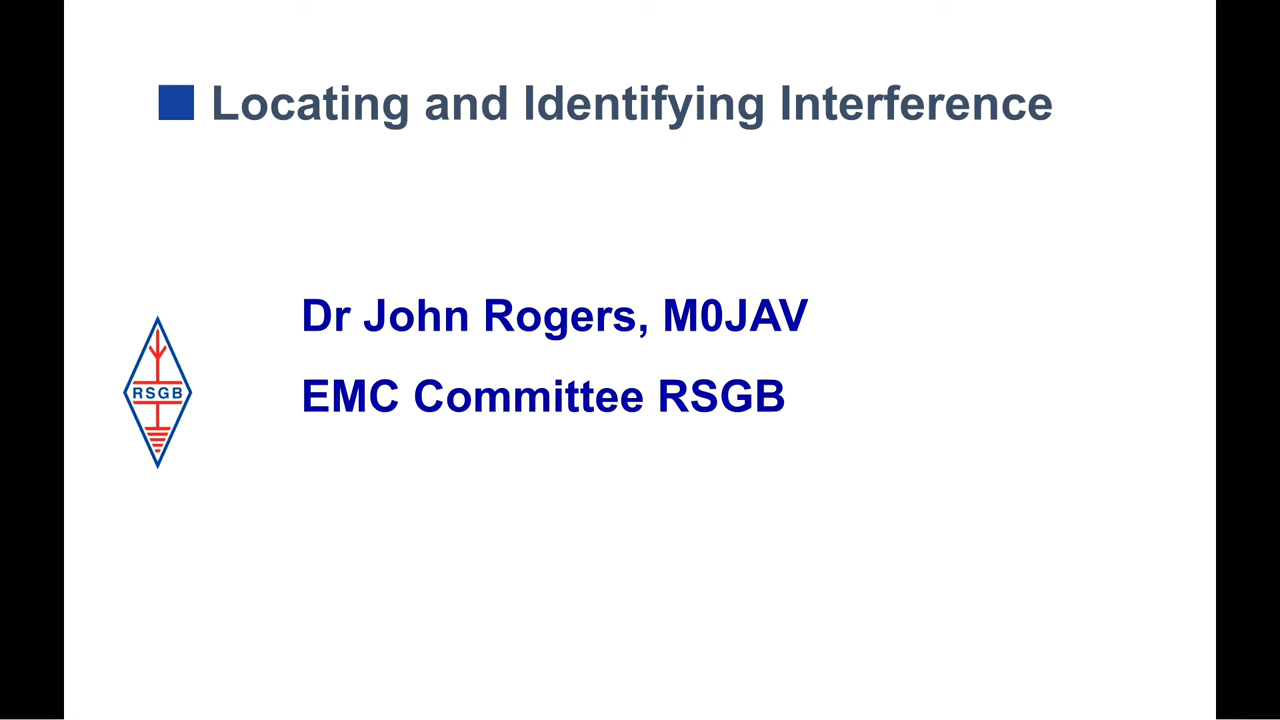 Locating and Identifying Interference
Dr John Rogers, M0JAV
RSGB
EMC Committee RSGB